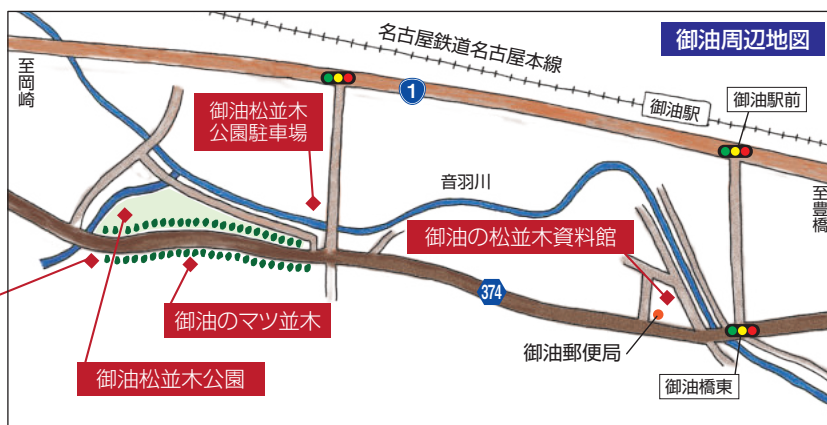 御油周辺地図
名古屋鉄道名古屋本線
至岡崎
1
御油駅
御油駅前
御油松並木
公園駐車場
音羽川
至豊橋
御油の松並木資料館
374
御油のマツ並木
御油郵便局
御油松並木公園
御油橋東